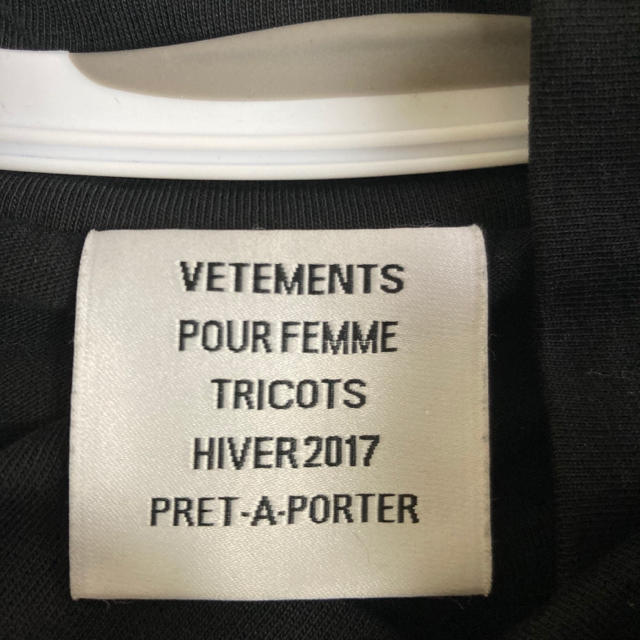 VETEMENTS
POUR FEMME
TRICOTS
HIVER 2017
PRET-A-PORTER